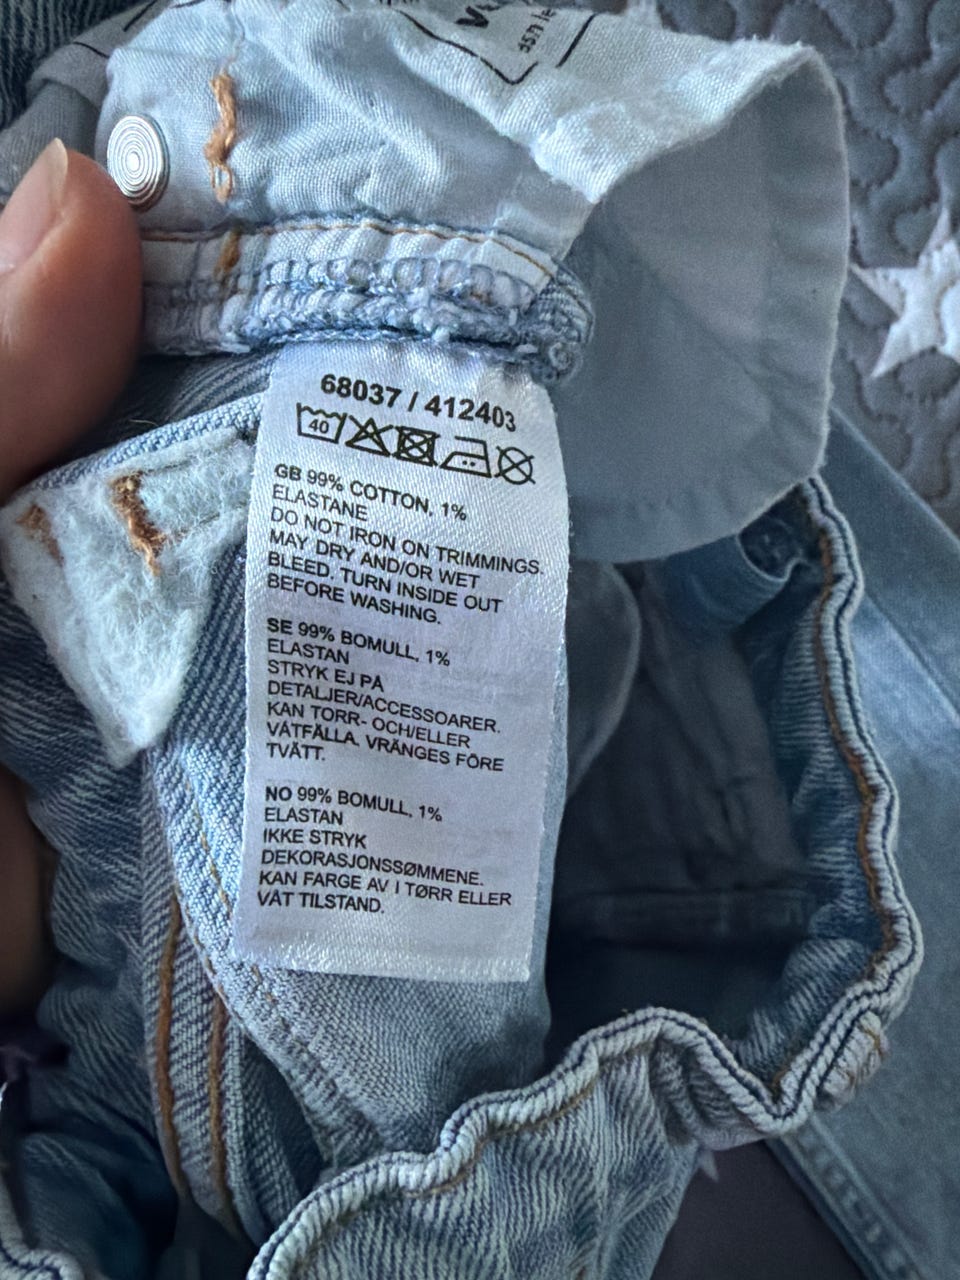 68037 / 412403
40
GB 99% COTTON, 1%
ELASTANE
DO NOT IRON ON TRIMMINGS.
MAY DRY AND/OR WET
BLEED. TURN INSIDE OUT
BEFORE WASHING.
SE 99% BOMULL, 1%
ELASTAN
STRYK EJ PÅ
DETALJER/ACCESSOARER.
KAN TORR- OCH/ELLER
VÅTFÄLLA. VRÄNGES FÖRE
TVÄTT.
NO 99% BOMULL, 1%
ELASTAN
IKKE STRYK
DEKORASJONSSØMMENE.
KAN FARGE AV I TØRR ELLER
VÅT TILSTAND.